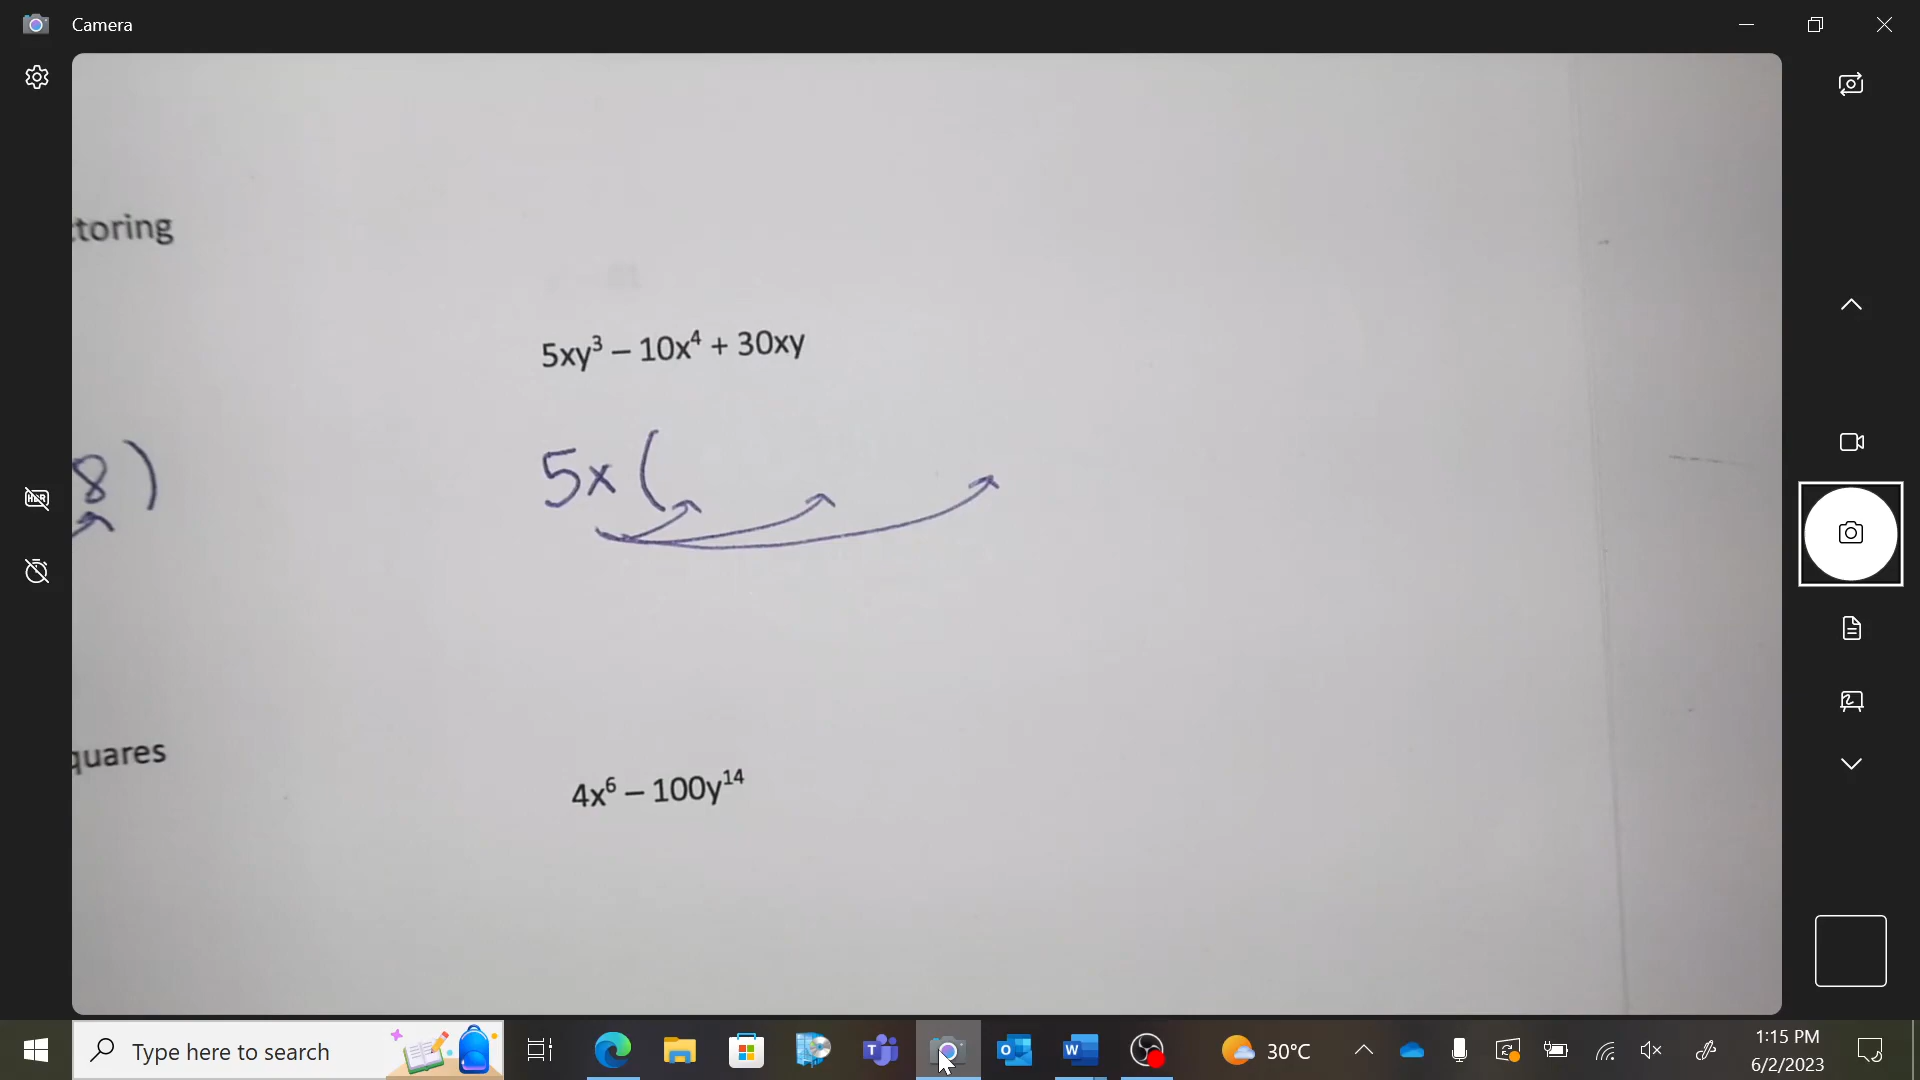 Camera
ctoring
5xy³ – 10x⁴ + 30xy
8)
5x (
quares
4x⁶ – 100y¹⁴
Type here to search
30°C
1:15 PM
6/2/2023